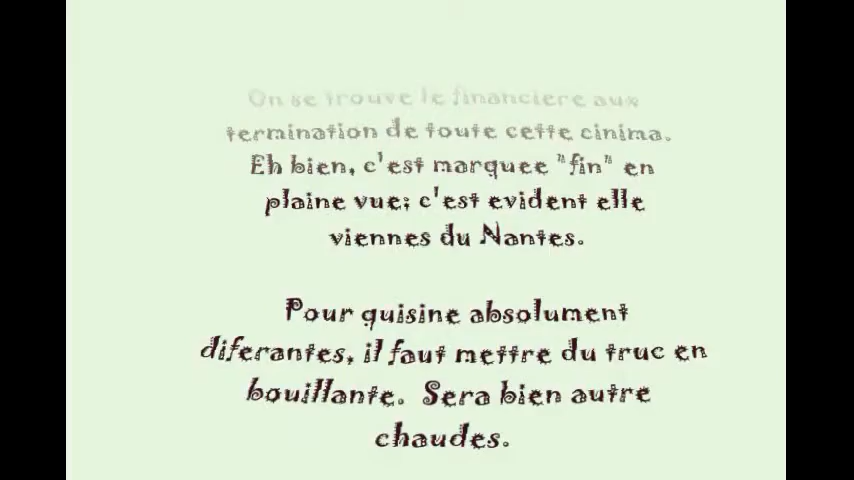 On se trouve le financiere aux
termination de toute cette cinima.
Eh bien, c'est marquee "fin" en
plaine vue; c'est evident elle
viennes du Nantes.
Pour quisine absolument
diferantes, il faut mettre du truc en
bouillante. Sera bien autre
chaudes.